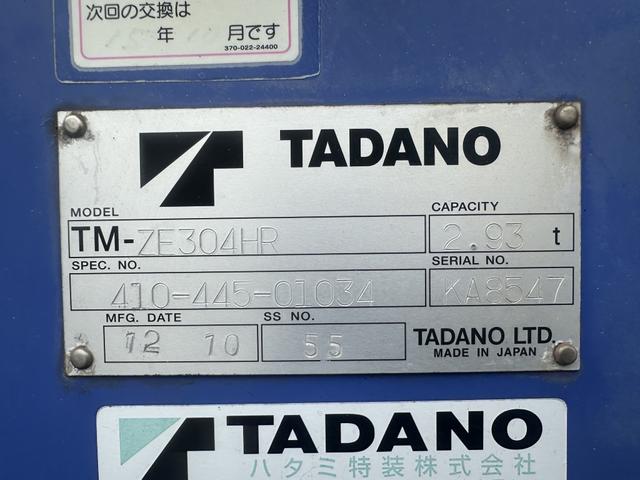 次回の交換は
年 月です
370-022-24400
TADANO
MODEL
TM-ZE304HR
CAPACITY
2.93 t
SPEC. NO.
410-445-01034
SERIAL NO.
KA8547
MFG. DATE
12 10
SS NO.
55
TADANO LTD.
MADE IN JAPAN
TADANO
ハタミ特装株式会社